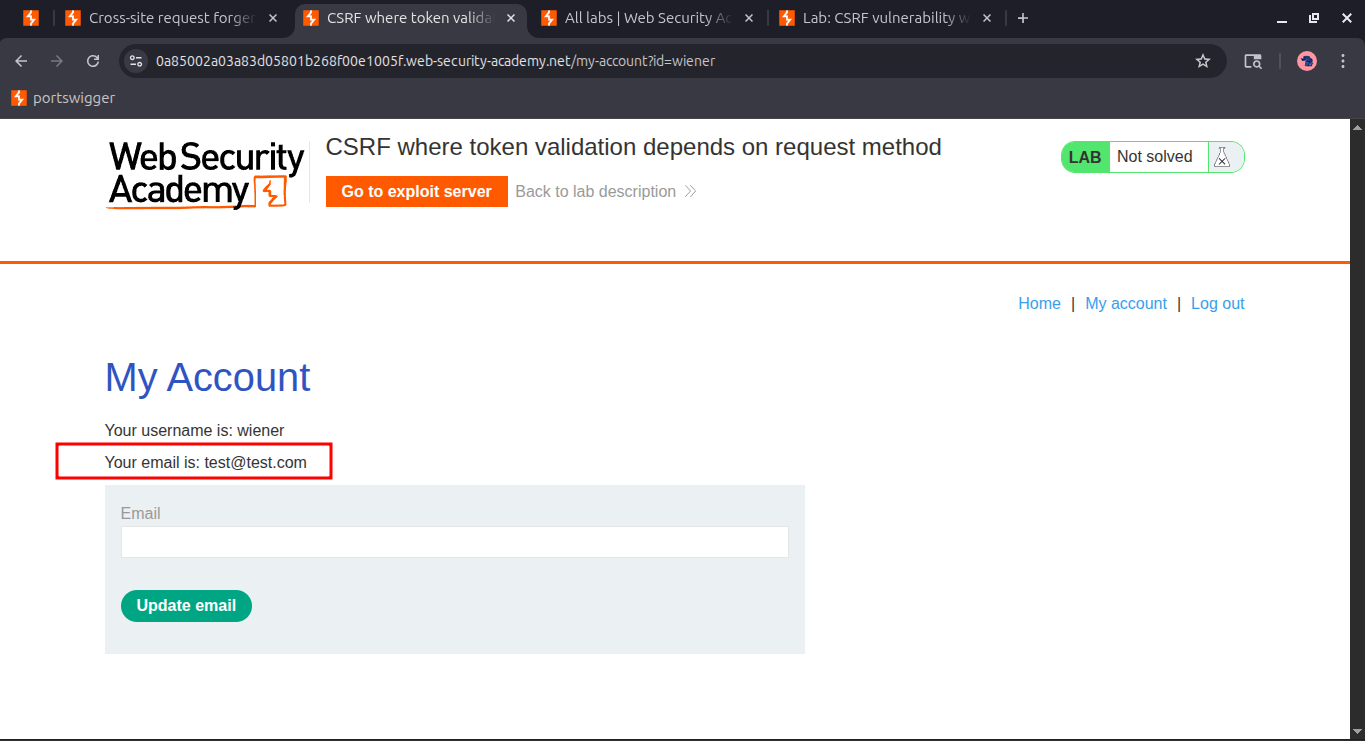 Cross-site request forger
CSRF where token valida
All labs | Web Security Ac
Lab: CSRF vulnerability w
0a85002a03a83d05801b268f00e1005f.web-security-academy.net/my-account?id=wiener
portswigger
Web Security
Academy
CSRF where token validation depends on request method
Go to exploit server
Back to lab description
LAB
Not solved
Home | My account | Log out
My Account
Your username is: wiener
Your email is: test@test.com
Email
Update email